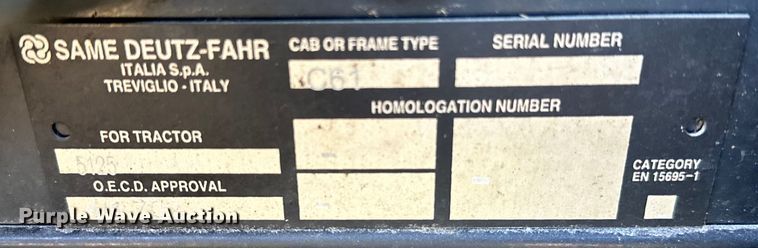 SAME DEUTZ-FAHR
ITALIA S.p.A.
TREVIGLIO - ITALY
CAB OR FRAME TYPE
C61
SERIAL NUMBER
HOMOLOGATION NUMBER
FOR TRACTOR
5125
O.E.C.D. APPROVAL
CATEGORY
EN 15695-1
Purple Wave Auction